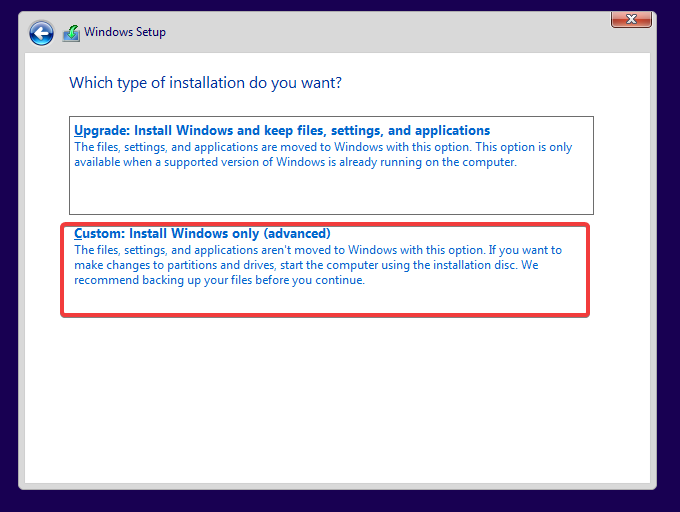 Windows Setup
Which type of installation do you want?
Upgrade: Install Windows and keep files, settings, and applications
The files, settings, and applications are moved to Windows with this option. This option is only
available when a supported version of Windows is already running on the computer.
Custom: Install Windows only (advanced)
The files, settings, and applications aren't moved to Windows with this option. If you want to
make changes to partitions and drives, start the computer using the installation disc. We
recommend backing up your files before you continue.